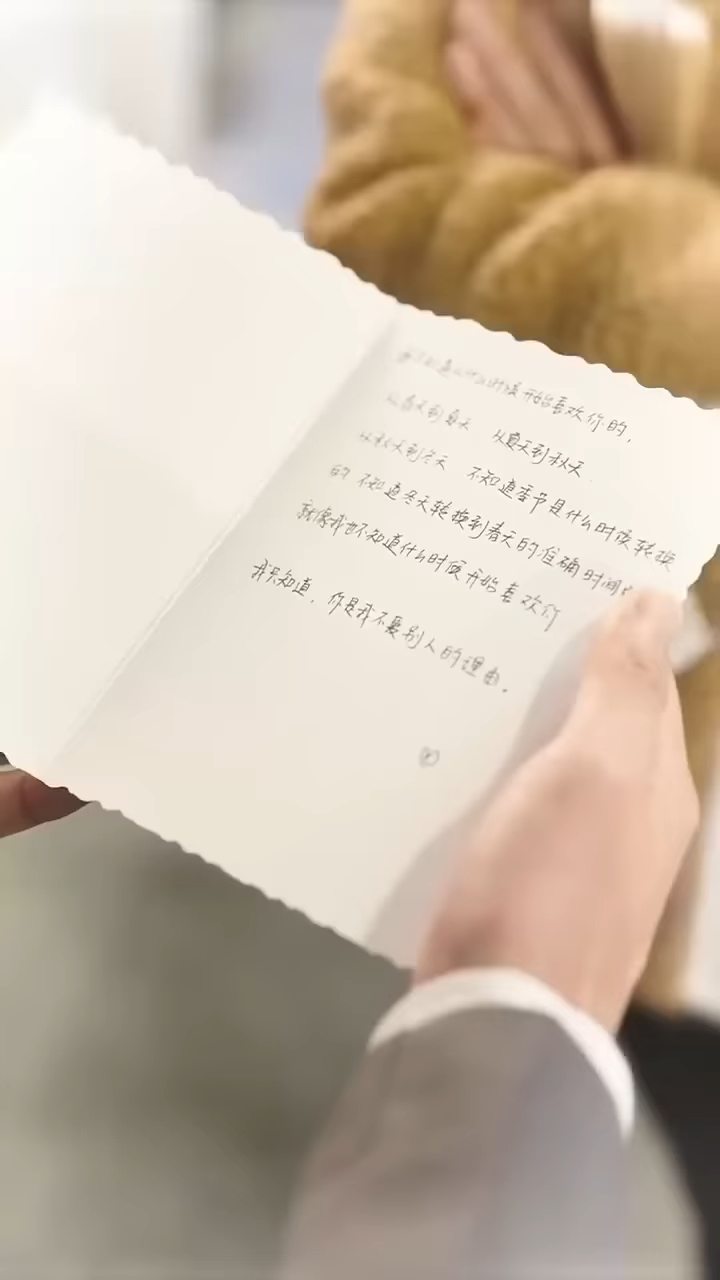 我不知道是什么时候开始喜欢你的，
从春天到夏天 从夏天到秋天
从秋天到冬天 不知道季节是什么时候转换
的 不知道冬天转换到春天的准确时间
就像我也不知道什么时候开始喜欢你
我只知道，你是我不要别人的理由。